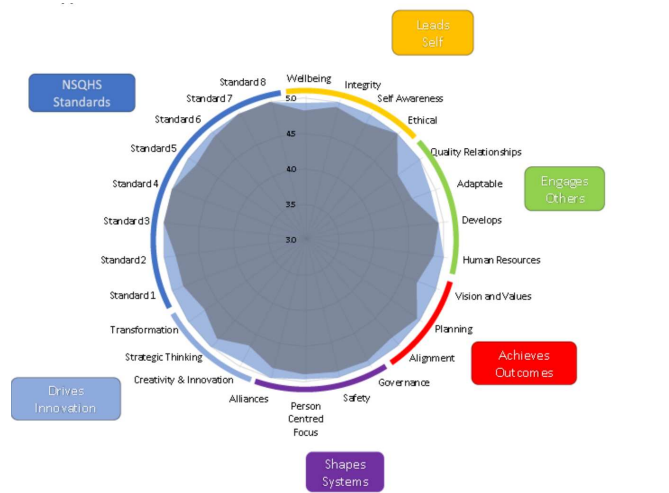 Leads
Self
NSQHS
Standards
Standard 8
Wellbeing
Integrity
Standard 7
5.0
Self Awareness
Standard 6
Ethical
4.5
Standard5
Quality Relationships
4.0
Standard 4
Adaptable
Engages
Others
3.5
Standard3
Develops
3.0
Standard2
Human Resources
Standard1
Vision and Values
Transformation
Planning
Strategic Thinking
Alignment
Achieves
Outcomes
Creativity & Innovation
Governance
Drives
Innovation
Alliances
Safety
Person
Centred
Focus
Shapes
Systems